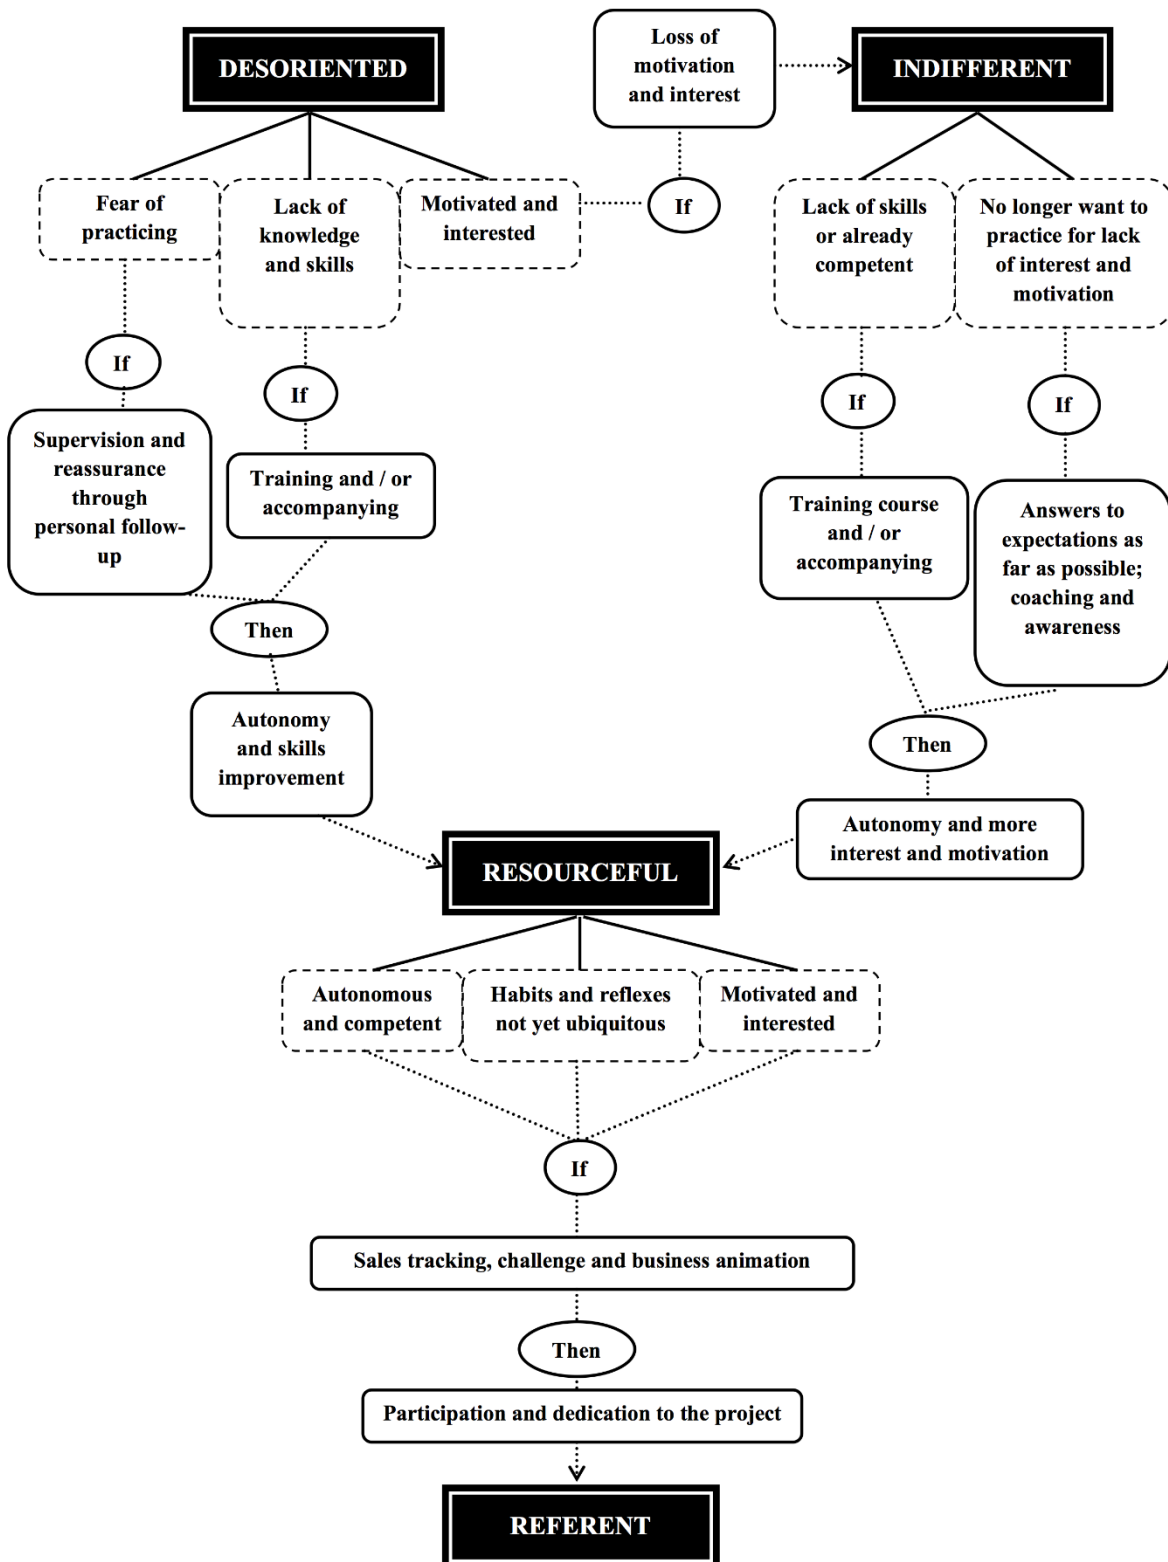 DESORIENTED
Loss of
motivation
and interest
INDIFFERENT
Fear of
practicing
Lack of
knowledge
and skills
Motivated and
interested
If
Lack of skills
or already
competent
No longer want to
practice for lack
of interest and
motivation
If
If
If
If
Supervision and
reassurance
through
personal follow-
up
Training and / or
accompanying
Training course
and / or
accompanying
Answers to
expectations as
far as possible;
coaching and
awareness
Then
Autonomy
and skills
improvement
Then
Autonomy and more
interest and motivation
RESOURCEFUL
Autonomous
and competent
Habits and reflexes
not yet ubiquitous
Motivated and
interested
If
Sales tracking, challenge and business animation
Then
Participation and dedication to the project
REFERENT